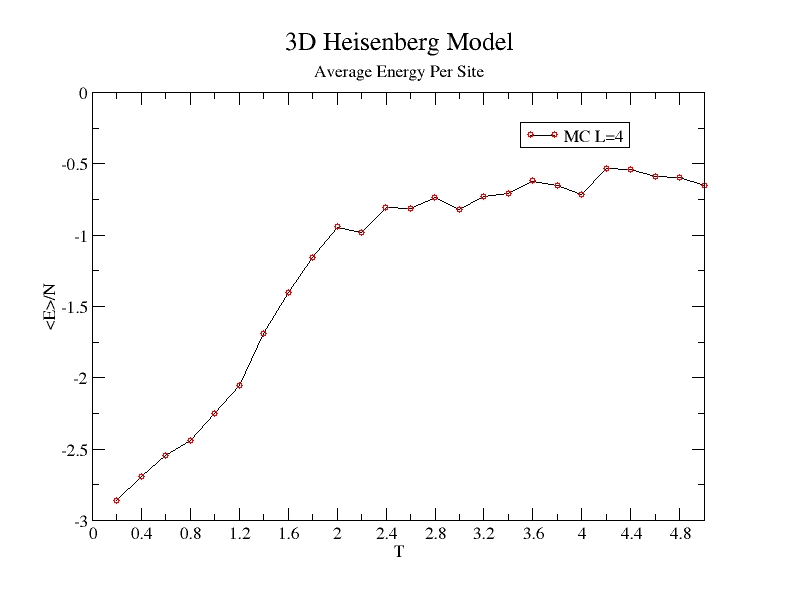 3D Heisenberg Model
Average Energy Per Site
0
-0.5
-1
-1.5
-2
-2.5
-3
<E>/N
MC L=4
0 0.4 0.8 1.2 1.6 2 2.4 2.8 3.2 3.6 4 4.4 4.8
T